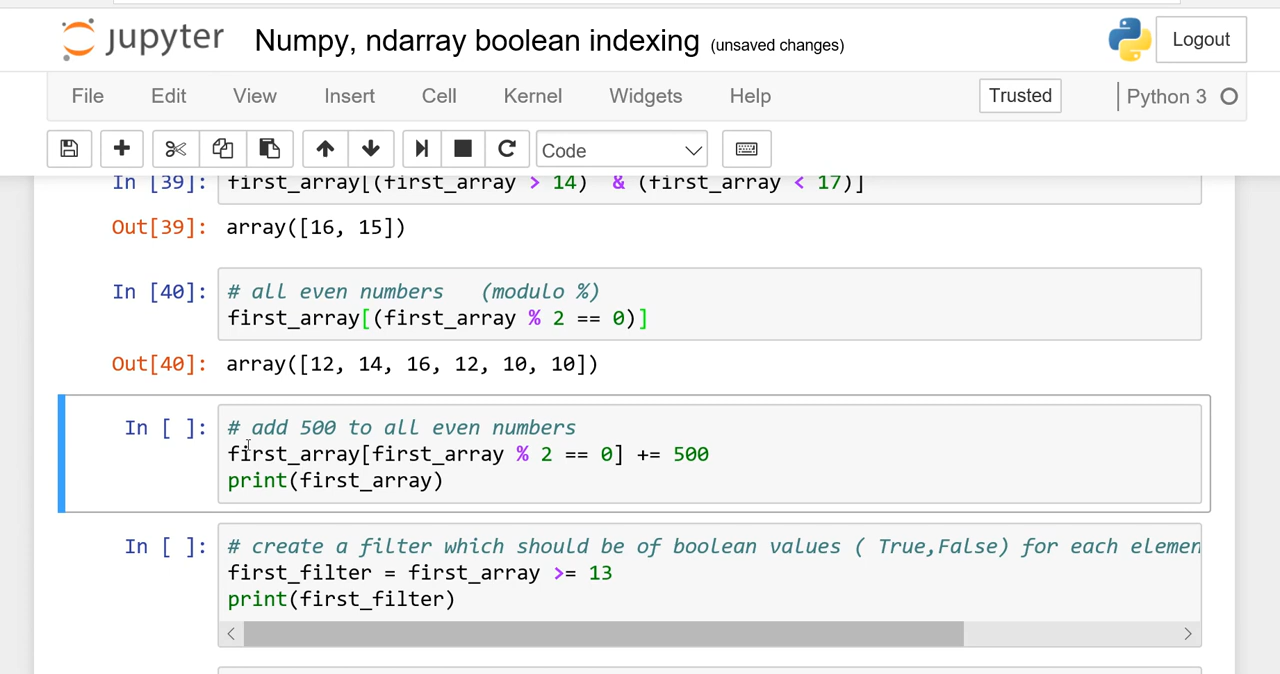 jupyter Numpy, ndarray boolean indexing (unsaved changes) Logout
File Edit View Insert Cell Kernel Widgets Help Trusted Python 3
Code
In [39]: first_array[(first_array > 14)  & (first_array < 17)]
Out[39]: array([16, 15])
In [40]: # all even numbers   (modulo %)
first_array[(first_array % 2 == 0)]
Out[40]: array([12, 14, 16, 12, 10, 10])
In [ ]: # add 500 to all even numbers
first_array[first_array % 2 == 0] += 500
print(first_array)
In [ ]: # create a filter which should be of boolean values ( True,False) for each elemen
first_filter = first_array >= 13
print(first_filter)